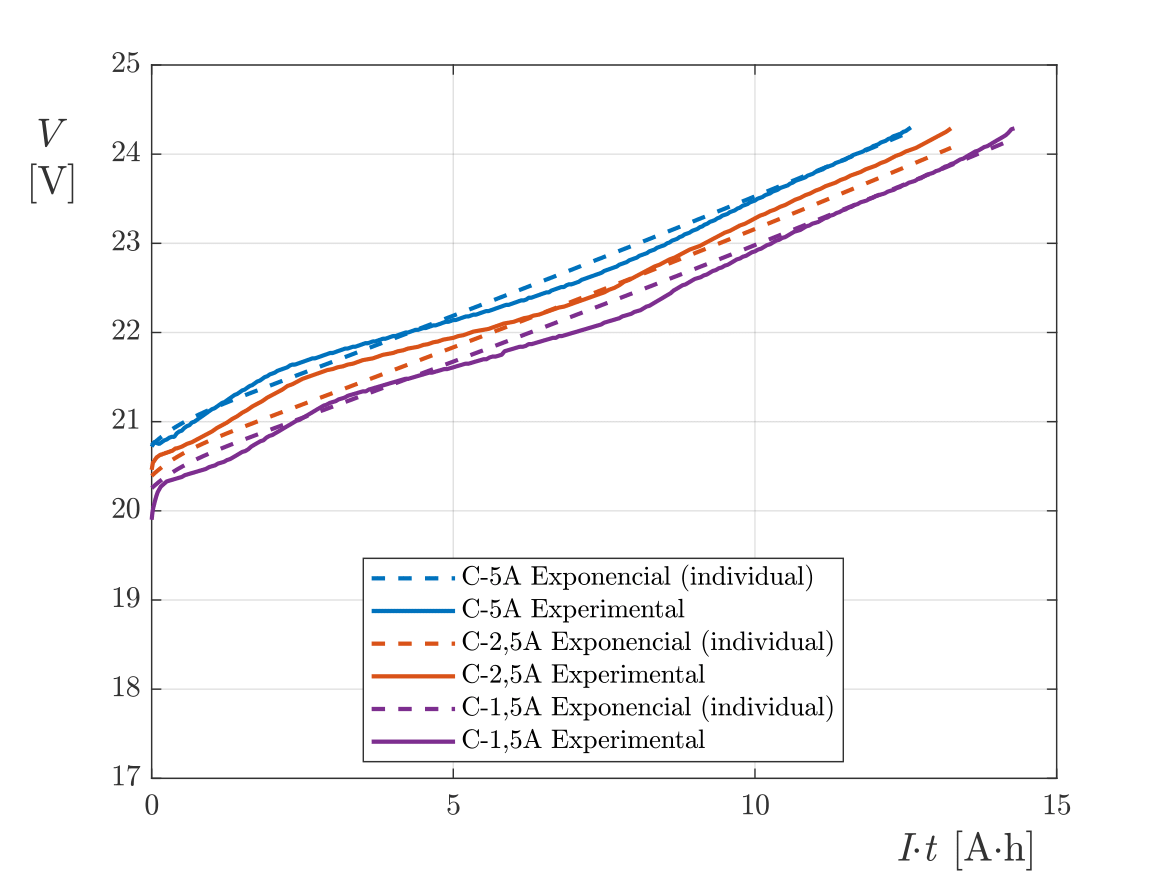 25
24
23
22
21
20
19
18
17
V
[V]
0
5
10
15
I·t [A·h]
C-5A Exponencial (individual)
C-5A Experimental
C-2,5A Exponencial (individual)
C-2,5A Experimental
C-1,5A Exponencial (individual)
C-1,5A Experimental